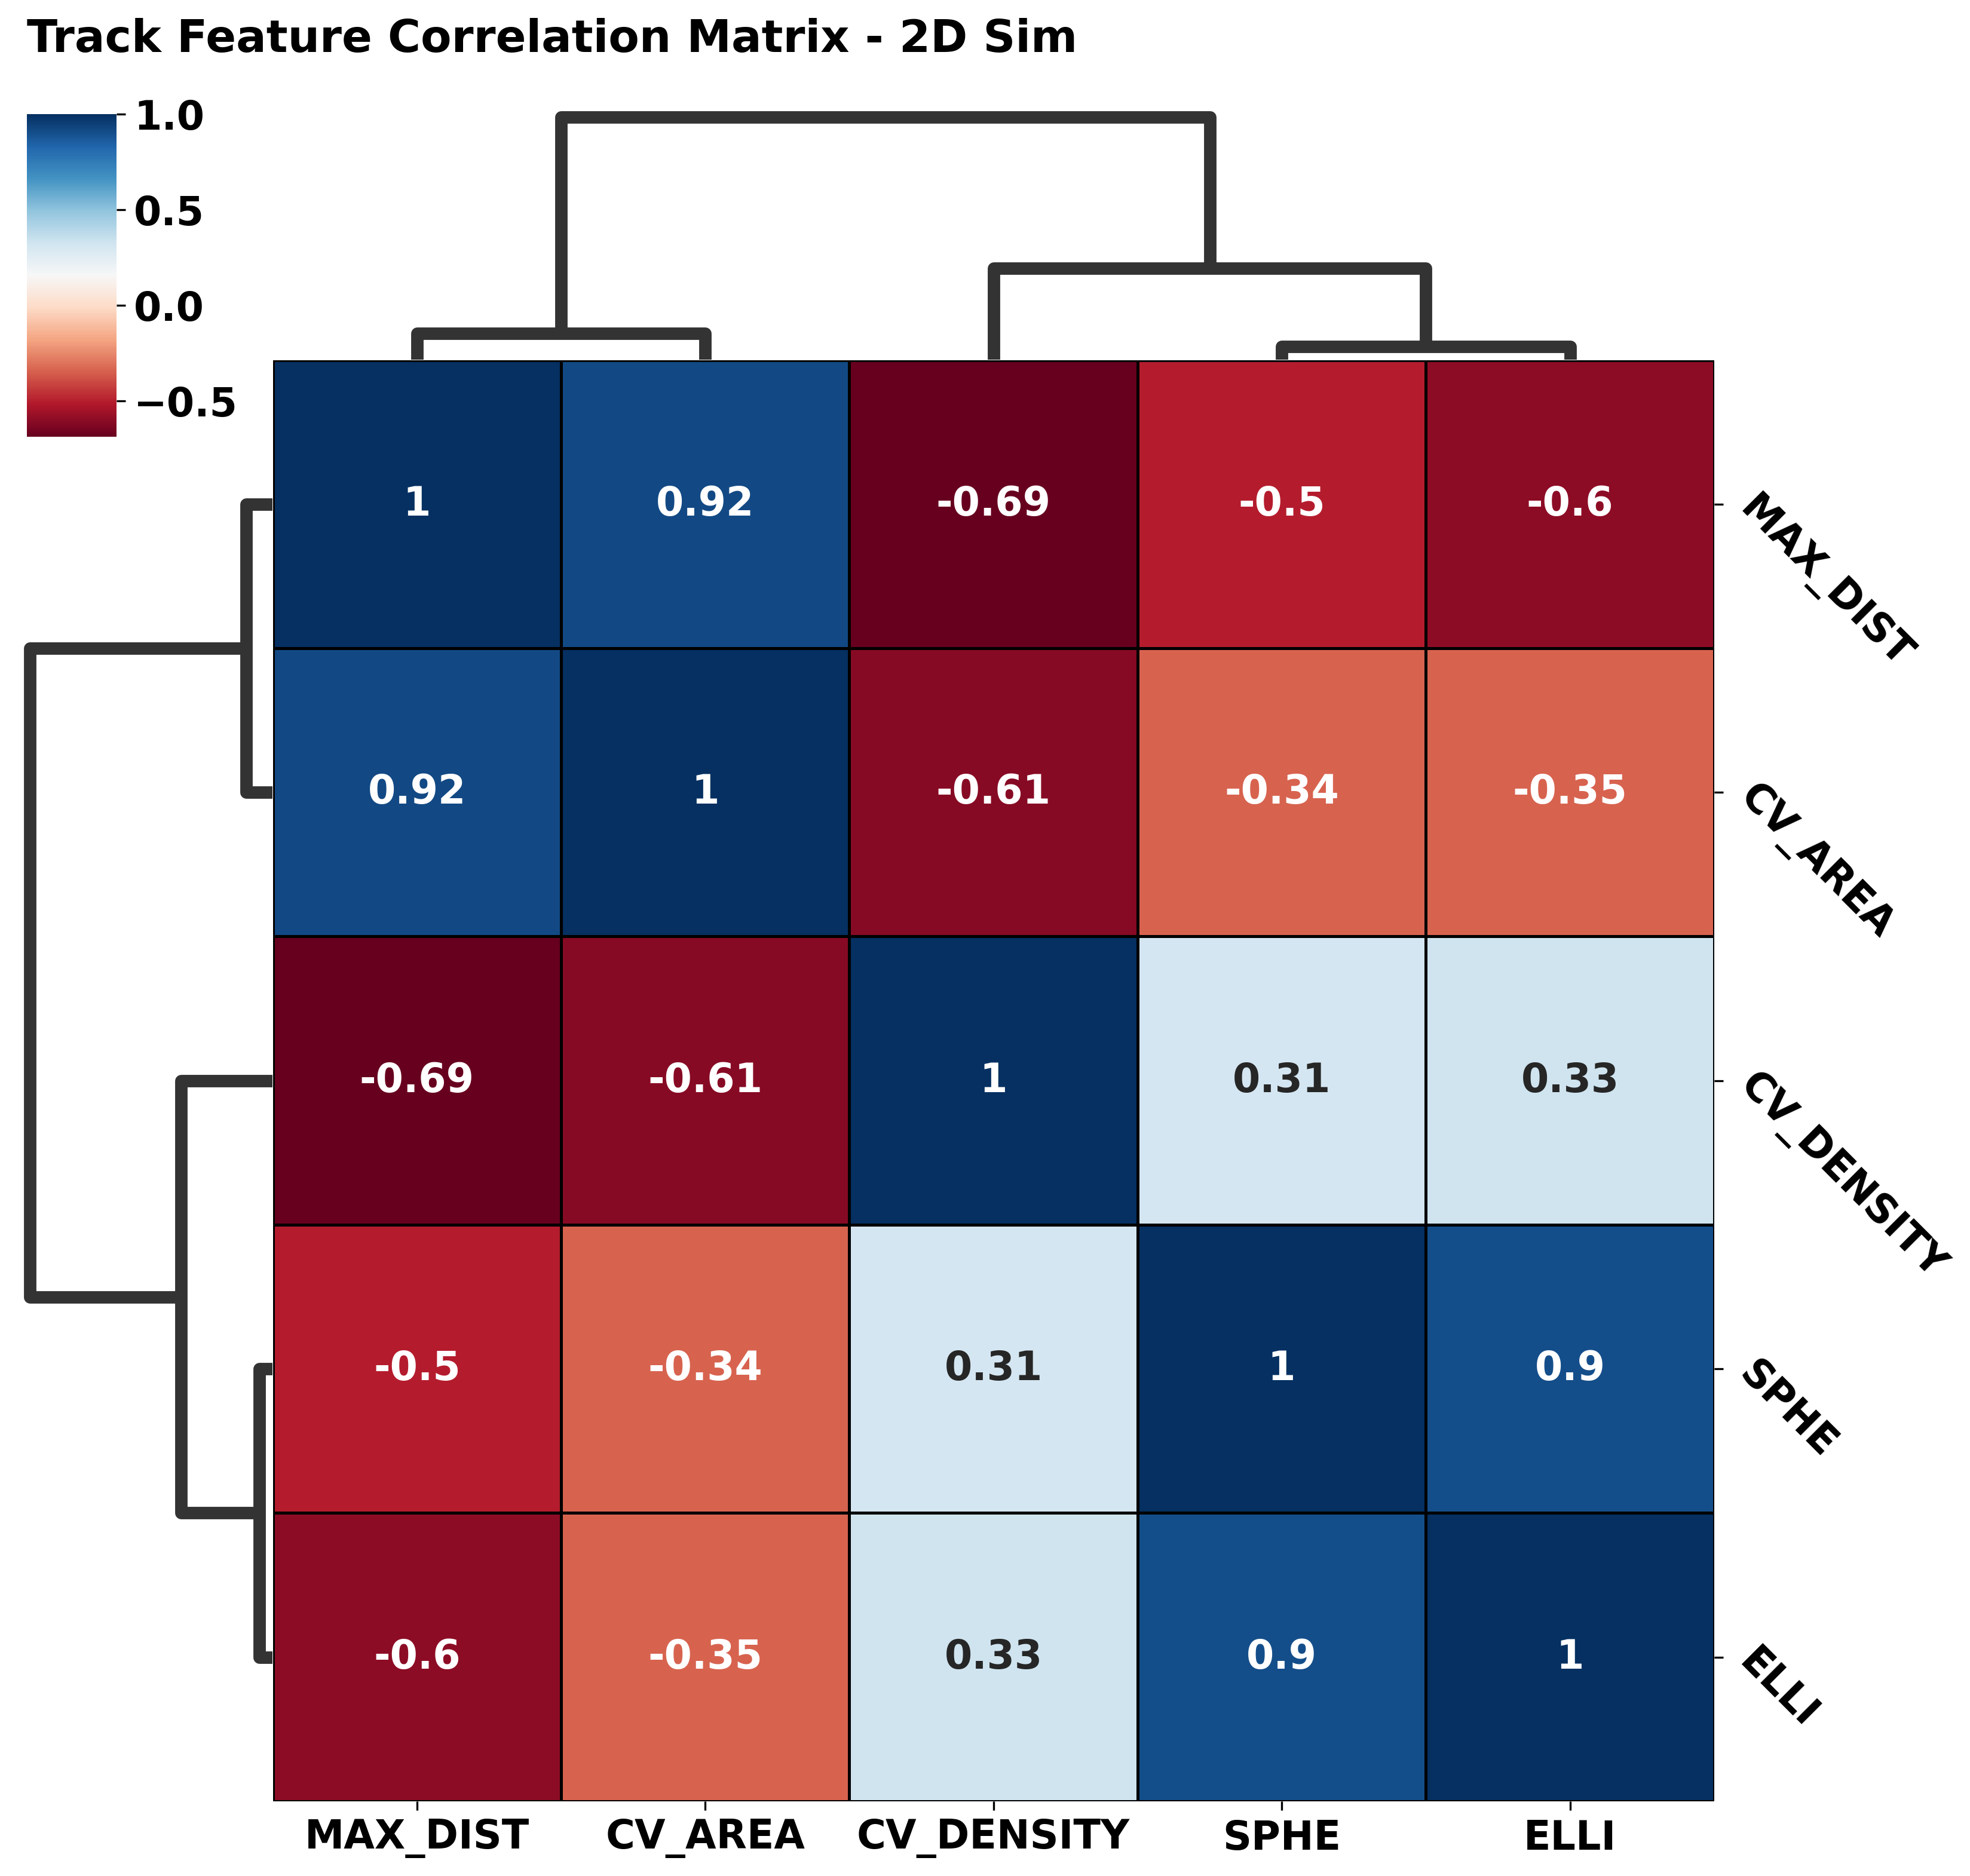 Track Feature Correlation Matrix - 2D Sim
1.0
0.5
0.0
−0.5
1 0.92 -0.69 -0.5 -0.6 MAX_DIST
0.92 1 -0.61 -0.34 -0.35 CV_AREA
-0.69 -0.61 1 0.31 0.33 CV_DENSITY
-0.5 -0.34 0.31 1 0.9 SPHE
-0.6 -0.35 0.33 0.9 1 ELLI
MAX_DIST CV_AREA CV_DENSITY SPHE ELLI